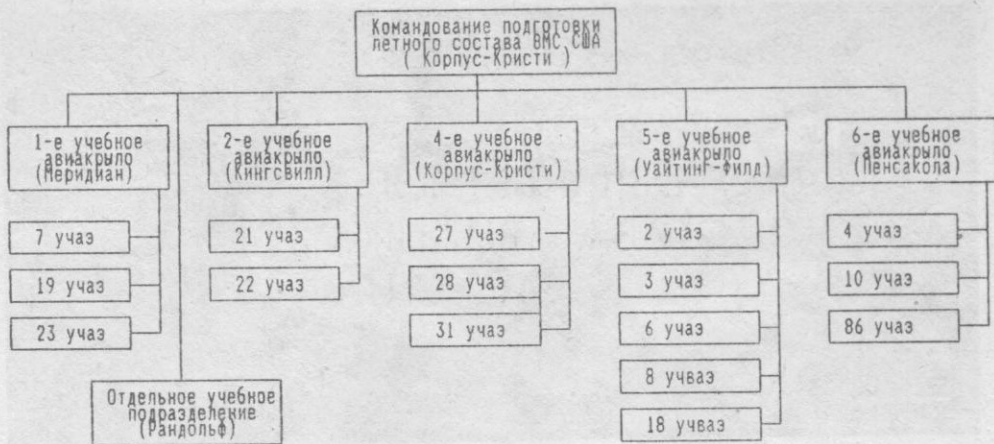 Командование подготовки
летного состава ВМС США
( Корпус-Кристи )
1-е учебное
авиакрыло
(Меридиан)
7 учаэ
19 учаэ
23 учаэ
2-е учебное
авиакрыло
(Кингсвилл)
21 учаэ
22 учаэ
4-е учебное
авиакрыло
(Корпус-Кристи)
27 учаэ
28 учаэ
31 учаэ
5-е учебное
авиакрыло
(Уайтинг-Филд)
2 учаэ
3 учаэ
6 учаэ
8 учваэ
18 учваэ
6-е учебное
авиакрыло
(Пенсакола)
4 учаэ
10 учаэ
86 учаэ
Отдельное учебное
подразделение
(Рандольф)